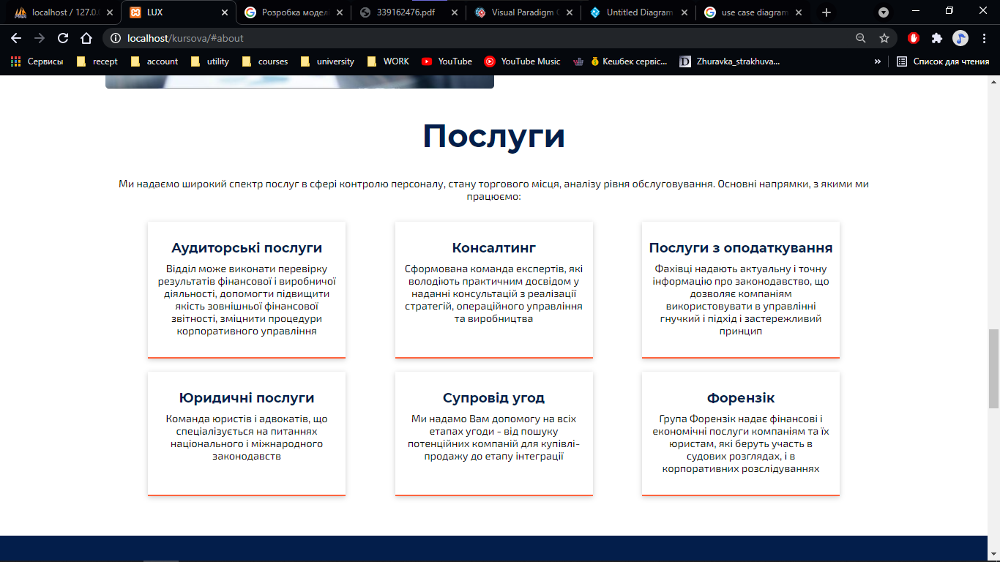 localhost / 127.0.
LUX
Розробка модел
339162476.pdf
Visual Paradigm
Untitled Diagram
use case diagram
localhost/kursova/#about
Сервисы
recept
account
utility
courses
university
WORK
YouTube
YouTube Music
Кешбек сервіс...
Zhuravka_strakhuva...
»
Список для чтения
Послуги
Ми надаємо широкий спектр послуг в сфері контролю персоналу, стану торгового місця, аналізу рівня обслуговування. Основні напрямки, з якими ми
працюємо:
Аудиторські послуги
Відділ може виконати перевірку
результатів фінансової і виробничої
діяльності, допомогти підвищити
якість зовнішньої фінансової
звітності, зміцнити процедури
корпоративного управління
Консалтинг
Сформована команда експертів, які
володіють практичним досвідом у
наданні консультацій з реалізації
стратегій, операційного управління
та виробництва
Послуги з оподаткування
Фахівці надають актуальну і точну
інформацію про законодавство, що
дозволяє компаніям
використовувати в управлінні
гнучкий і підхід і застережливий
принцип
Юридичні послуги
Команда юристів і адвокатів, що
спеціалізується на питаннях
національного і міжнародного
законодавств
Супровід угод
Ми надамо Вам допомогу на всіх
етапах угоди - від пошуку
потенційних компаній для купівлі-
продажу до етапу інтеграції
Форензік
Група Форензік надає фінансові і
економічні послуги компаніям та їх
юристам, які беруть участь в
судових розглядах, і в
корпоративних розслідуваннях